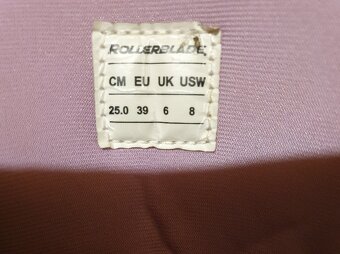 ROLLERBLADE
CM EU UK USW
25.0 39 6 8